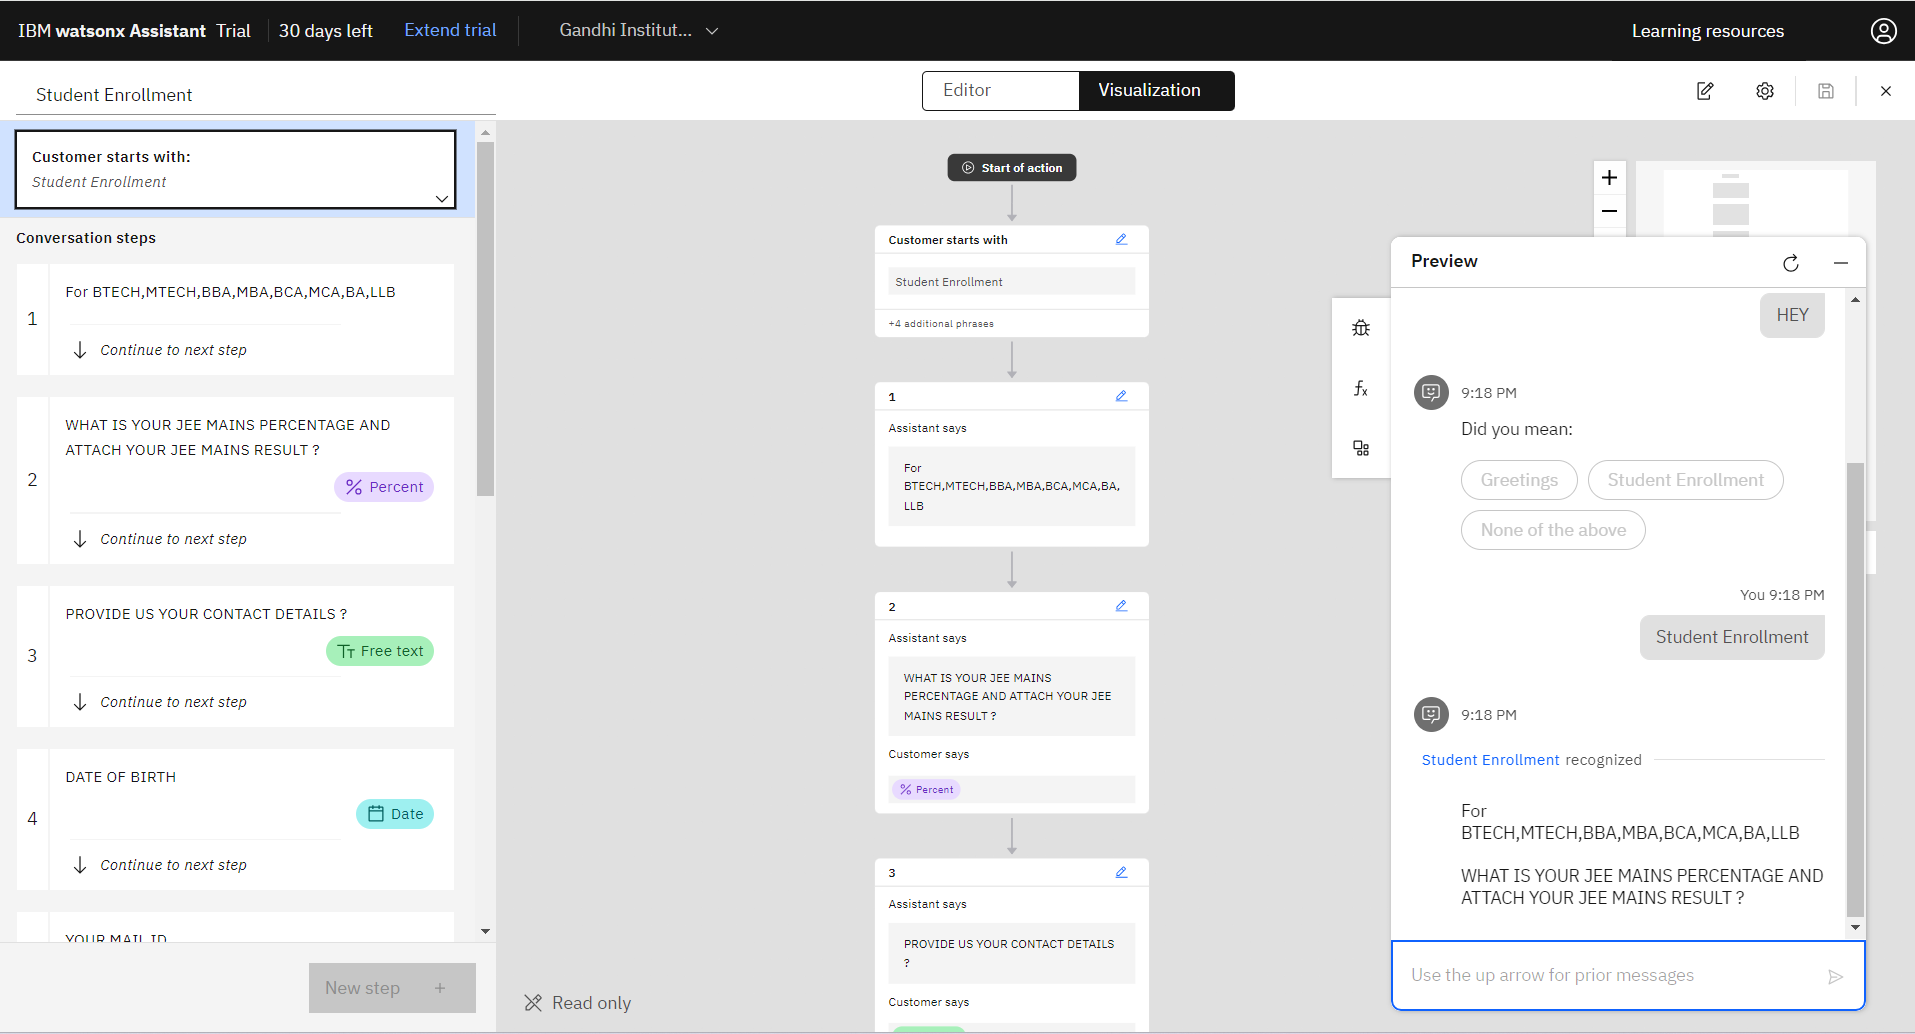 IBM watsonx Assistant Trial 30 days left Extend trial Gandhi Institut... Learning resources
Student Enrollment
Editor Visualization
Customer starts with:
Student Enrollment
Conversation steps
1
For BTECH,MTECH,BBA,MBA,BCA,MCA,BA,LLB
Continue to next step
2
WHAT IS YOUR JEE MAINS PERCENTAGE AND
ATTACH YOUR JEE MAINS RESULT ?
% Percent
Continue to next step
3
PROVIDE US YOUR CONTACT DETAILS ?
Free text
Continue to next step
4
DATE OF BIRTH
Date
Continue to next step
YOUR MAIL ID
New step +
Start of action
Customer starts with
Student Enrollment
+4 additional phrases
1
Assistant says
For
BTECH,MTECH,BBA,MBA,BCA,MCA,BA,
LLB
2
Assistant says
WHAT IS YOUR JEE MAINS
PERCENTAGE AND ATTACH YOUR JEE
MAINS RESULT ?
Customer says
% Percent
3
Assistant says
PROVIDE US YOUR CONTACT DETAILS
?
Customer says
Read only
Preview
HEY
9:18 PM
Did you mean:
Greetings Student Enrollment
None of the above
You 9:18 PM
Student Enrollment
9:18 PM
Student Enrollment recognized
For
BTECH,MTECH,BBA,MBA,BCA,MCA,BA,LLB
WHAT IS YOUR JEE MAINS PERCENTAGE AND
ATTACH YOUR JEE MAINS RESULT ?
Use the up arrow for prior messages